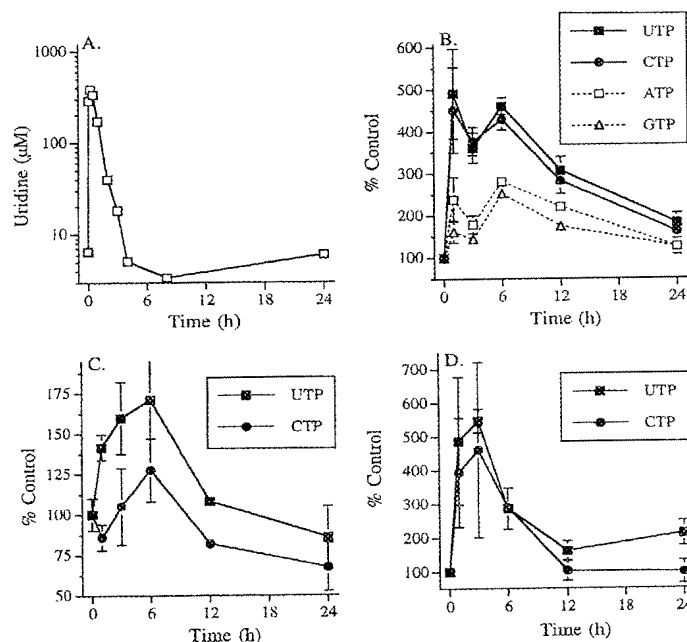 A.
1000
100
10
Uridine (µM)
0 6 12 18 24
Time (h)
B.
600
500
400
300
200
100
% Control
0 6 12 18 24
Time (h)
UTP
CTP
ATP
GTP
C.
175
150
125
100
75
50
% Control
0 6 12 18 24
Time (h)
UTP
CTP
D.
700
600
500
400
300
200
100
% Control
0 6 12 18 24
Time (h)
UTP
CTP